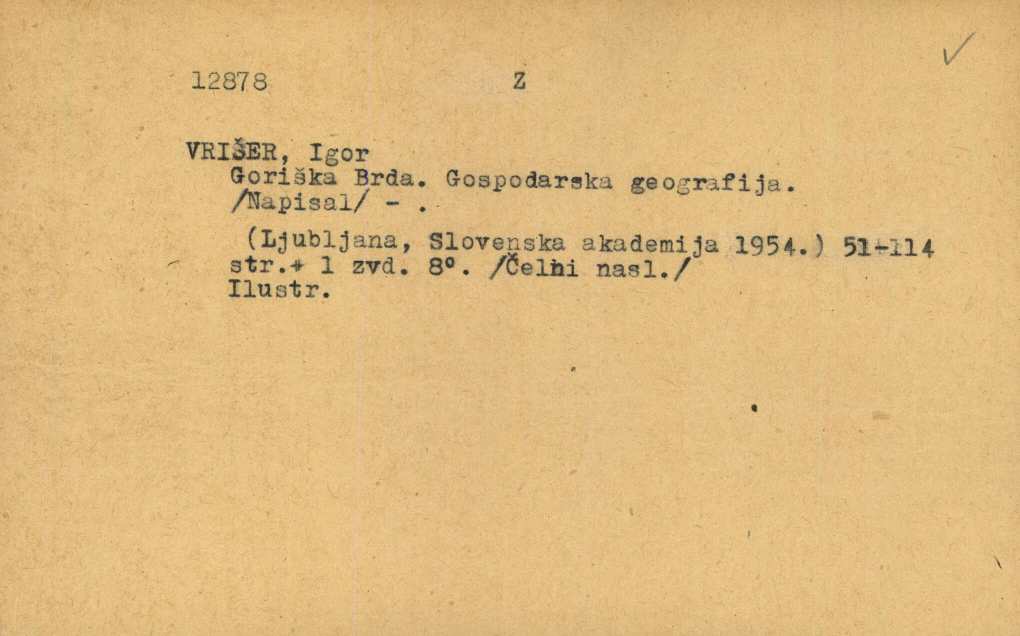 12878 Z
VRIŠER, Igor
Goriška Brda. Gospodarska geografija.
/Napisal/ - .
(Ljubljana, Slovenska akademija 1954.) 51-114
str.+ 1 zvd. 8°. /Čelni nasl./
Ilustr.